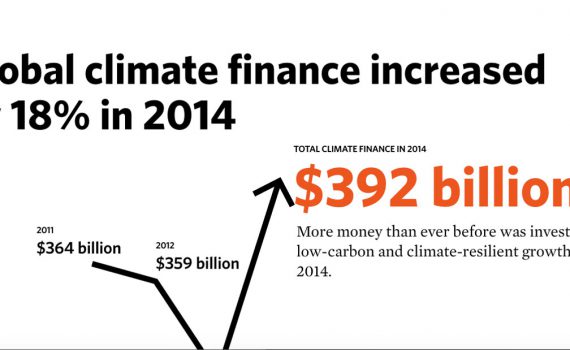 obal climate finance increased
18% in 2014
TOTAL CLIMATE FINANCE IN 2014
$392 billion
More money than ever before was invest
low-carbon and climate-resilient growth
2014.
2011
$364 billion
2012
$359 billion